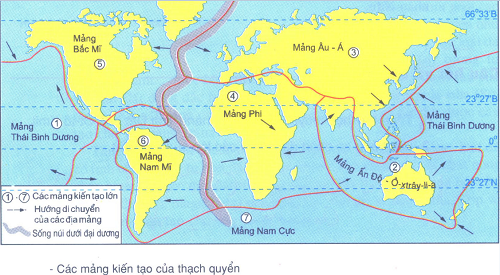 66°33'B
Mảng
Bắc Mĩ
⑤
Mảng Âu - Á
③
23°27'B
①
Mảng
Thái Bình Dương
④
Mảng Phi
Mảng
Thái Bình Dương
0°
⑥
Mảng
Nam Mĩ
②
Mảng Ấn Độ - Ô-xtrây-li-a
23°27'N
⑦
Mảng Nam Cực
① - ⑦ Các mảng kiến tạo lớn
Hướng di chuyển
của các địa mảng
Sống núi dưới đại dương
- Các mảng kiến tạo của thạch quyển